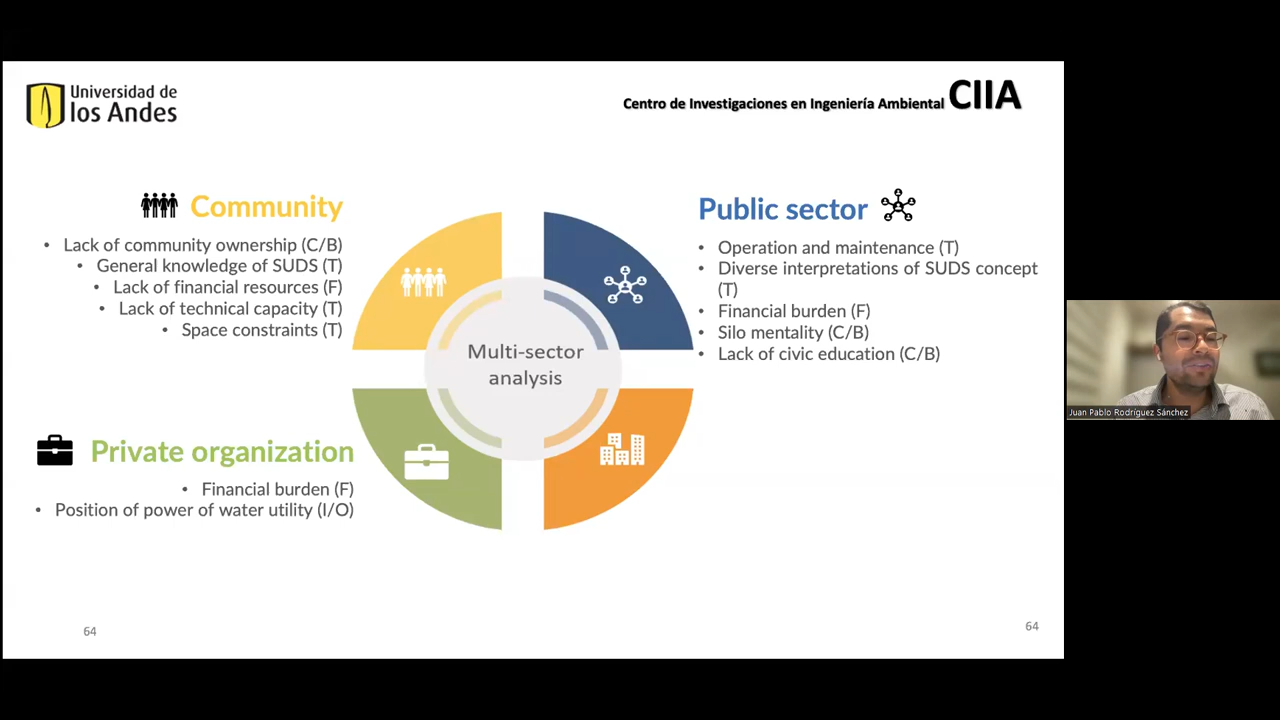 Universidad de
los Andes
Centro de Investigaciones en Ingeniería Ambiental CIIA
Community
• Lack of community ownership (C/B)
• General knowledge of SUDS (T)
• Lack of financial resources (F)
• Lack of technical capacity (T)
• Space constraints (T)
Public sector
• Operation and maintenance (T)
• Diverse interpretations of SUDS concept
(T)
• Financial burden (F)
• Silo mentality (C/B)
• Lack of civic education (C/B)
Multi-sector
analysis
Private organization
• Financial burden (F)
• Position of power of water utility (I/O)
64
64
Juan Pablo Rodríguez Sánchez